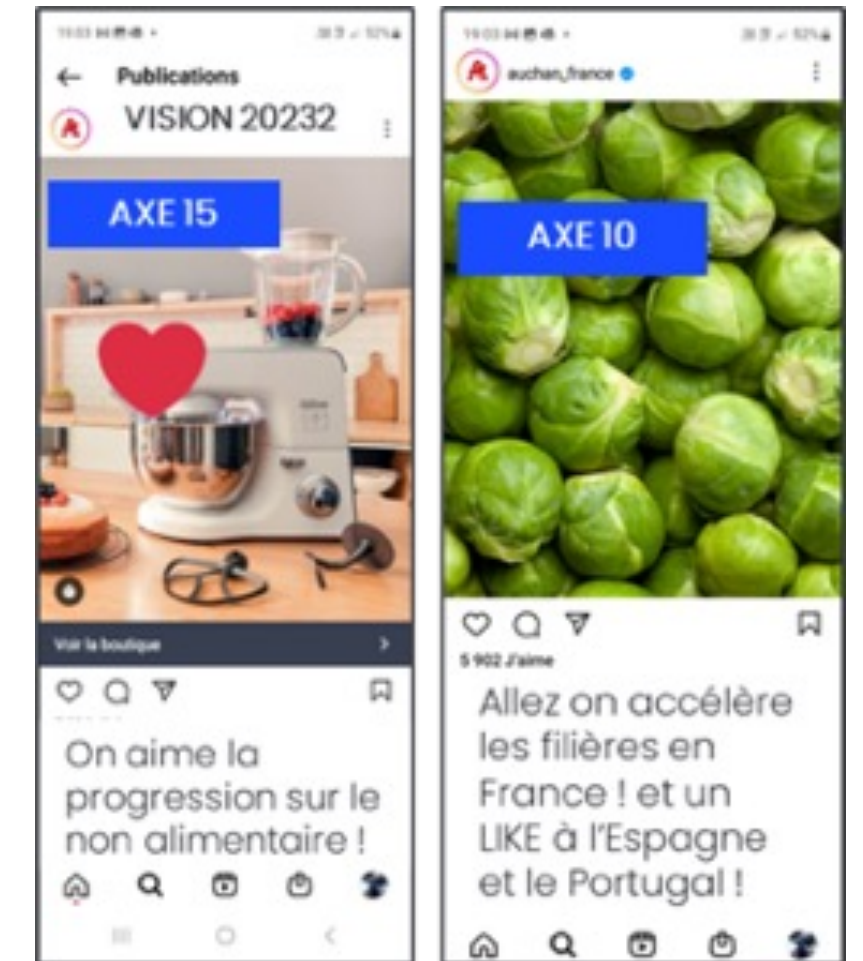 Publications
VISION 20232
AXE 15
Voir la boutique
On aime la
progression sur le
non alimentaire !
auchan_france
AXE 10
5 902 J'aime
Allez on accélère
les filières en
France ! et un
LIKE à l'Espagne
et le Portugal !